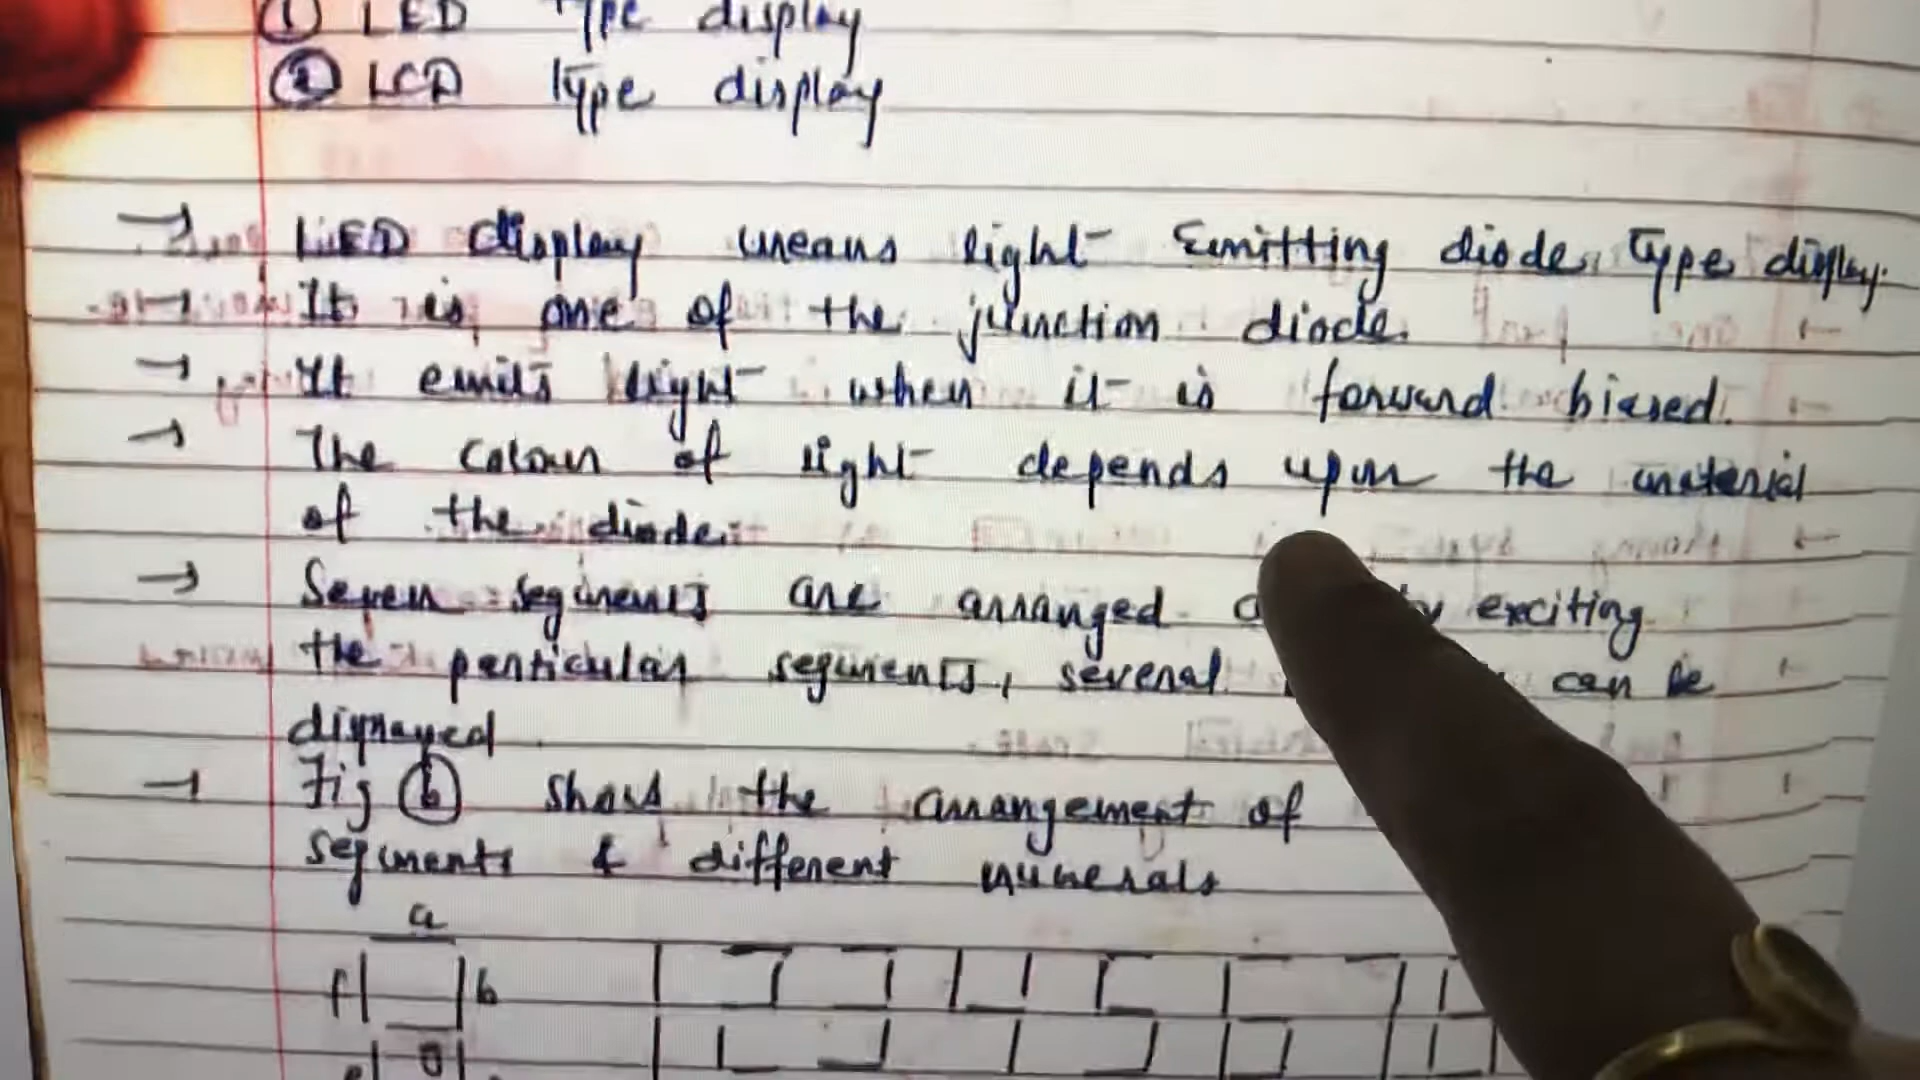 ① LED Type display
② LCD Type display
→ LED display means light Emitting diode Type display.
→ It is one of the junction diode.
→ It emits light when it is forward biased.
→ The colour of light depends upon the material
of the diode.
→ Seven segments are arranged exciting
the perticular segments, several can be
displayed
→ Fig ⓑ shows the arrangement of
segments & different numerals
a
f b
g
e